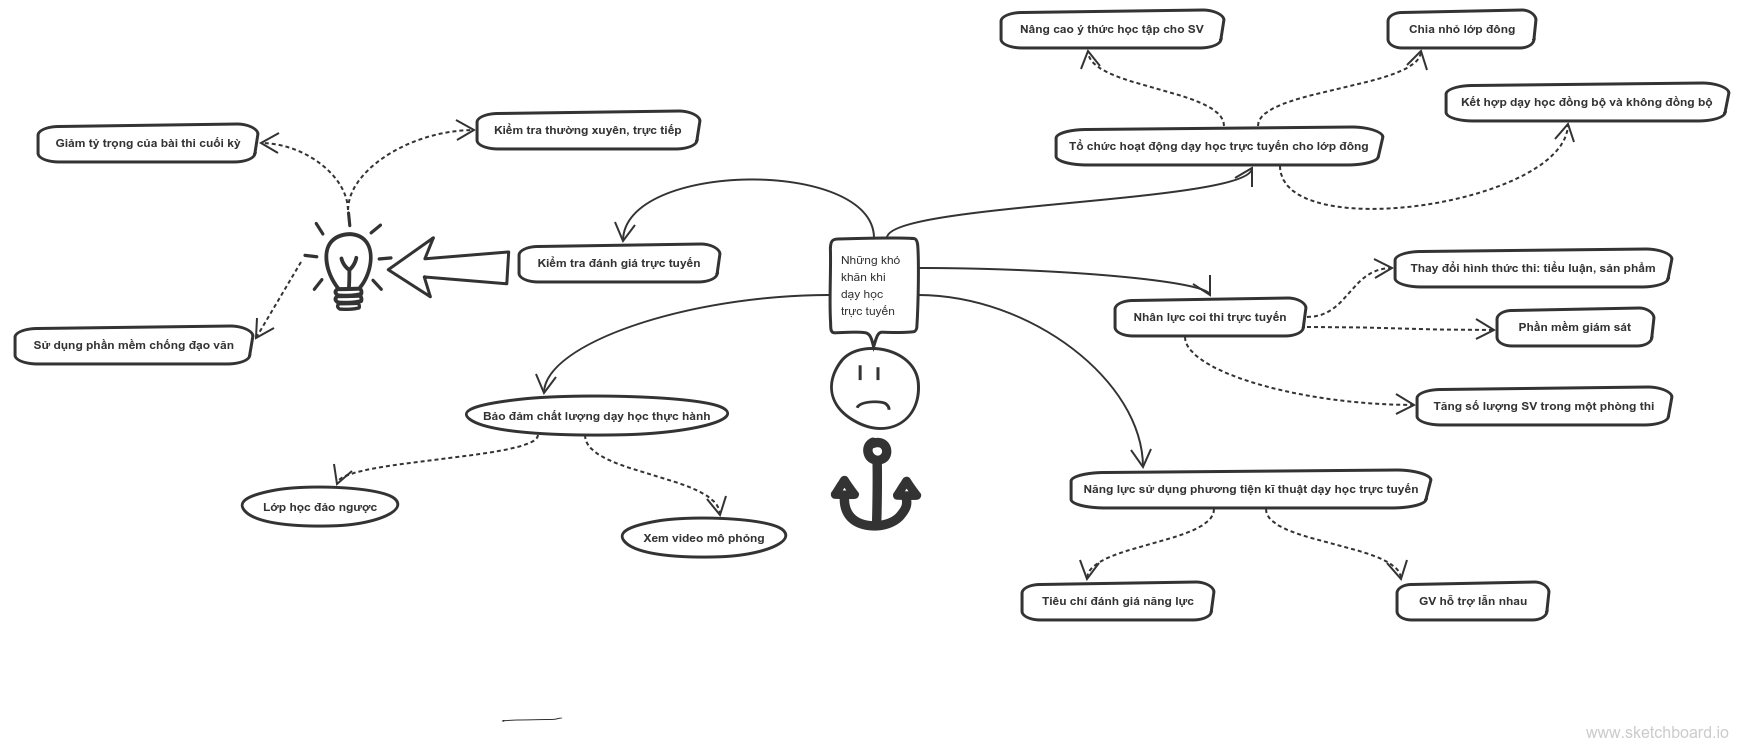 Nâng cao ý thức học tập cho SV
Chia nhỏ lớp đông
Kết hợp dạy học đồng bộ và không đồng bộ
Kiểm tra thường xuyên, trực tiếp
Giảm tỷ trọng của bài thi cuối kỳ
Tổ chức hoạt động dạy học trực tuyến cho lớp đông
Kiểm tra đánh giá trực tuyến
Những khó
khăn khi
dạy học
trực tuyến
Thay đổi hình thức thi: tiểu luận, sản phẩm
Nhân lực coi thi trực tuyến
Phần mềm giám sát
Sử dụng phần mềm chống đạo văn
Tăng số lượng SV trong một phòng thi
Bảo đảm chất lượng dạy học thực hành
Năng lực sử dụng phương tiện kĩ thuật dạy học trực tuyến
Lớp học đảo ngược
Xem video mô phỏng
Tiêu chí đánh giá năng lực
GV hỗ trợ lẫn nhau
www.sketchboard.io